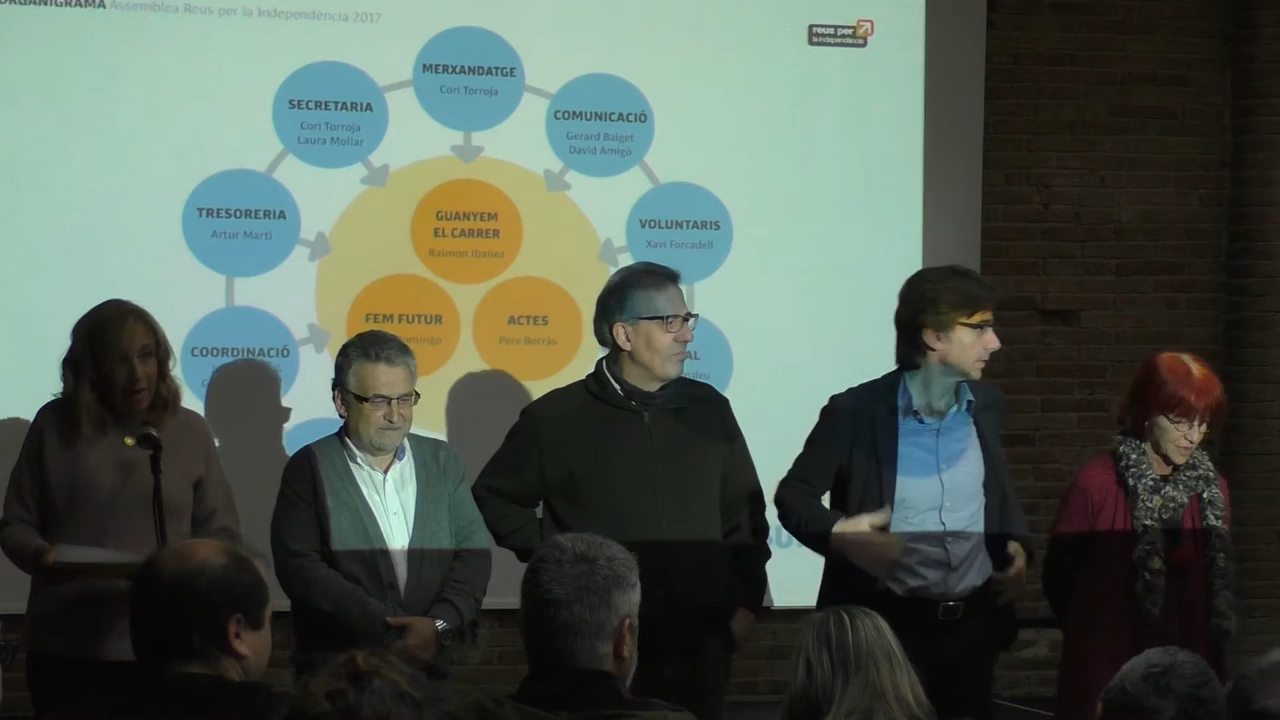 ORGANIGRAMA Assemblea Reus per la Independència 2017
reus per
la independència
MERXANDATGE
Cori Torroja
SECRETARIA
Cori Torroja
Laura Mollar
COMUNICACIÓ
Gerard Baiget
David Amigó
TRESORERIA
Artur Martí
GUANYEM
EL CARRER
Raimon Ibañez
VOLUNTARIS
Xavi Forcadell
FEM FUTUR
ACTES
Pere Borràs
COORDINACIÓ